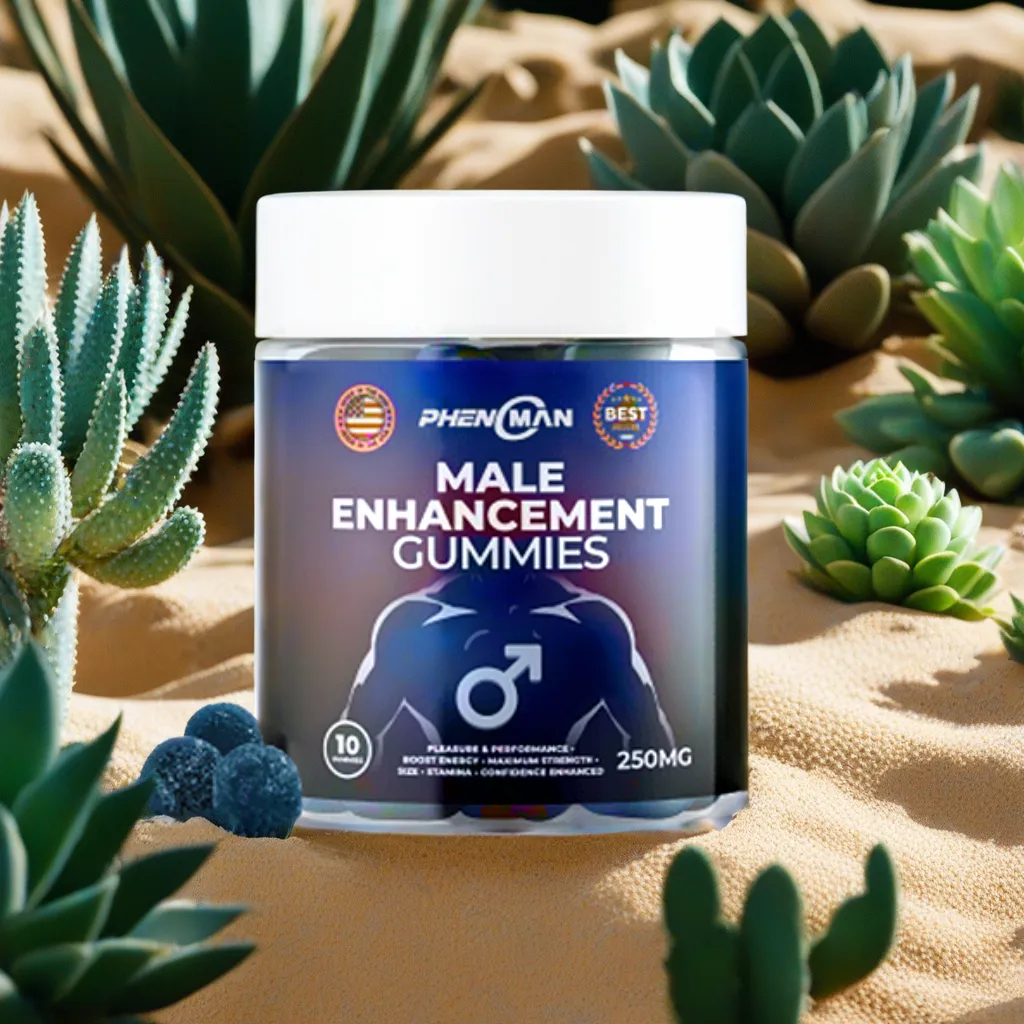 PHENOMAN
BEST
MALE
ENHANCEMENT
GUMMIES
10
PLEASURE & PERFORMANCE •
BOOST ENERGY • MAXIMUM STRENGTH •
SIZE • STAMINA • CONFIDENCE ENHANCED
250MG